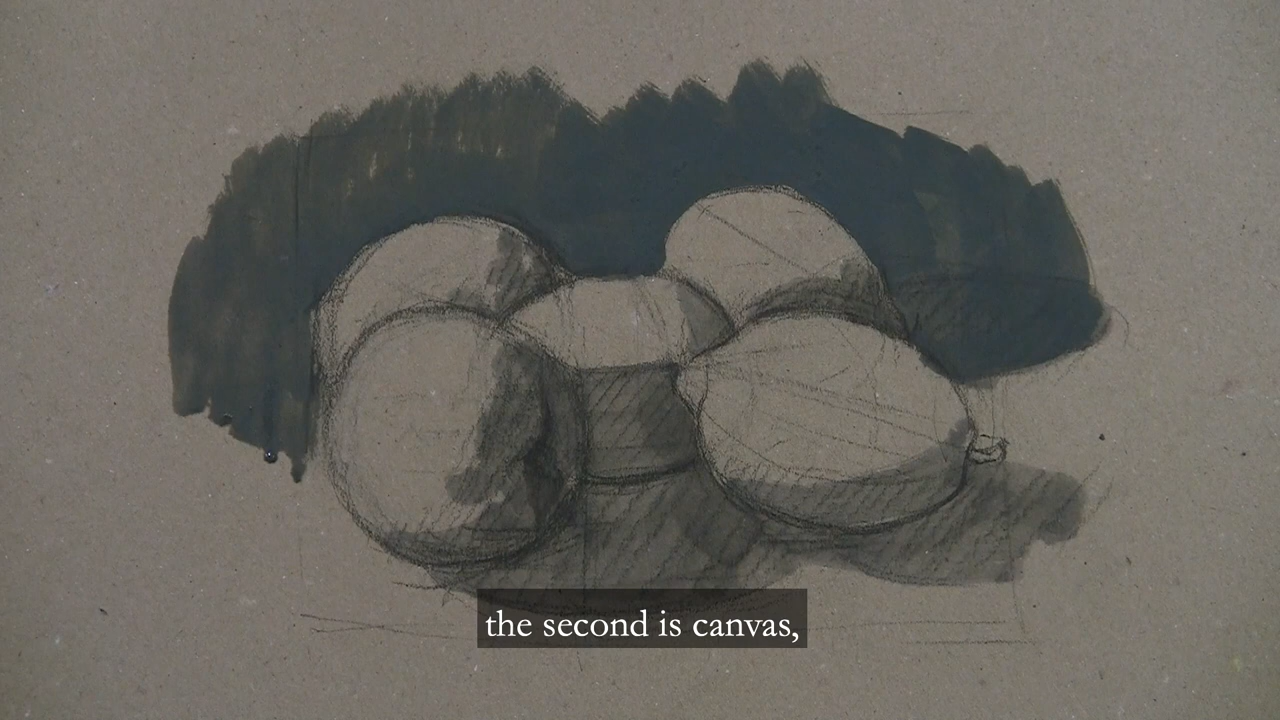 the second is canvas,